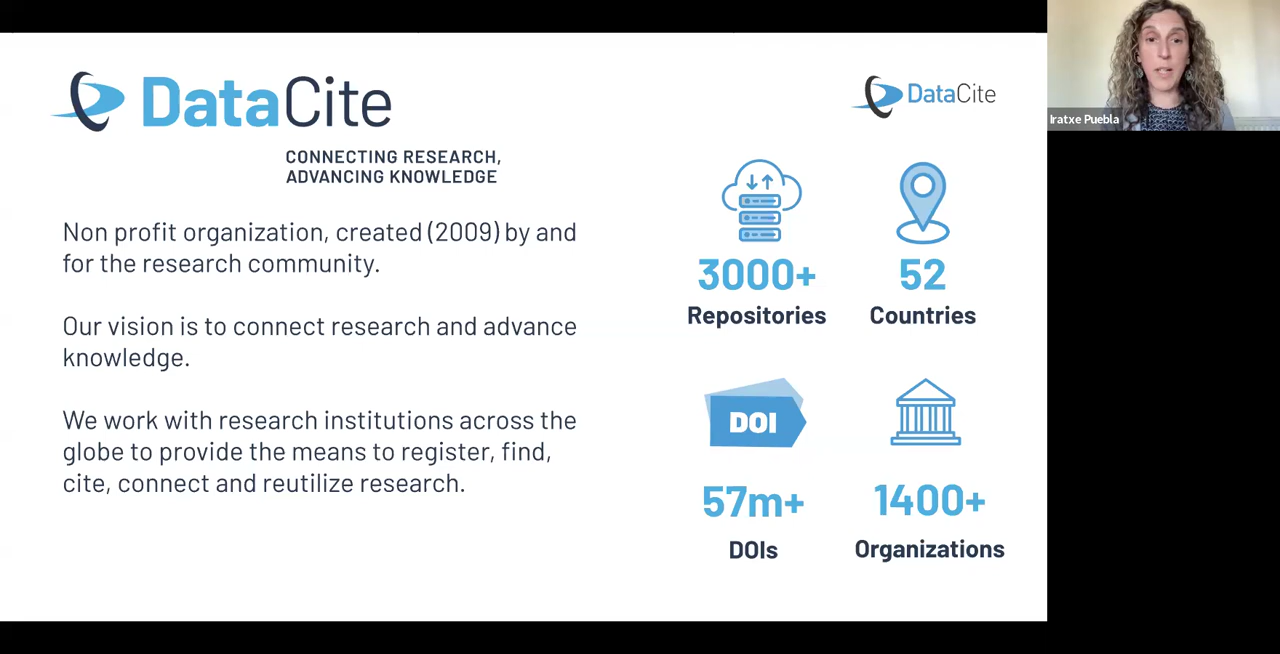 DataCite
CONNECTING RESEARCH,
ADVANCING KNOWLEDGE
Non profit organization, created (2009) by and
for the research community.
Our vision is to connect research and advance
knowledge.
We work with research institutions across the
globe to provide the means to register, find,
cite, connect and reutilize research.
DataCite
3000+
Repositories
52
Countries
DOI
57m+
DOIs
1400+
Organizations
Iratxe Puebla